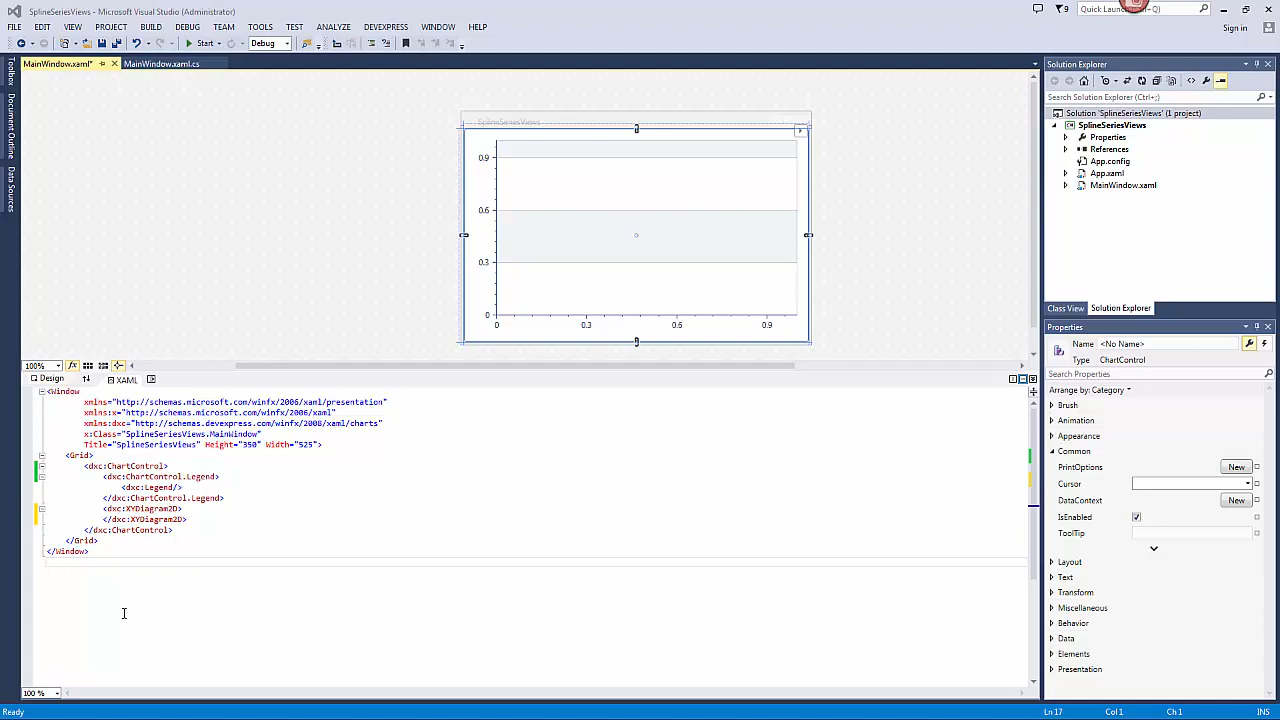 SplineSeriesViews - Microsoft Visual Studio (Administrator)
9
Quick Launch
+Q)
FILE EDIT VIEW PROJECT BUILD DEBUG TEAM TOOLS TEST ANALYZE DEVEXPRESS WINDOW HELP
Sign in
Start
Debug
MainWindow.xaml*
MainWindow.xaml.cs
Toolbox
Document Outline
Data Sources
SplineSeriesViews
0.9
0.6
0.3
0
0 0.3 0.6 0.9
100%
Design
XAML
<Window
xmlns="http://schemas.microsoft.com/winfx/2006/xaml/presentation"
xmlns:x="http://schemas.microsoft.com/winfx/2006/xaml"
xmlns:dxc="http://schemas.devexpress.com/winfx/2008/xaml/charts"
x:Class="SplineSeriesViews.MainWindow"
Title="SplineSeriesViews" Height="350" Width="525">
<Grid>
<dxc:ChartControl>
<dxc:ChartControl.Legend>
<dxc:Legend/>
</dxc:ChartControl.Legend>
<dxc:XYDiagram2D>
</dxc:XYDiagram2D>
</dxc:ChartControl>
</Grid>
</Window>
100 %
Solution Explorer
Search Solution Explorer (Ctrl+;)
Solution 'SplineSeriesViews' (1 project)
SplineSeriesViews
Properties
References
App.config
App.xaml
MainWindow.xaml
Class View Solution Explorer
Properties
Name <No Name>
Type ChartControl
Search Properties
Arrange by: Category
Brush
Animation
Appearance
Common
PrintOptions New
Cursor
DataContext New
IsEnabled
ToolTip
Layout
Text
Transform
Miscellaneous
Behavior
Data
Elements
Presentation
Ready
Ln 17 Col 1 Ch 1 INS